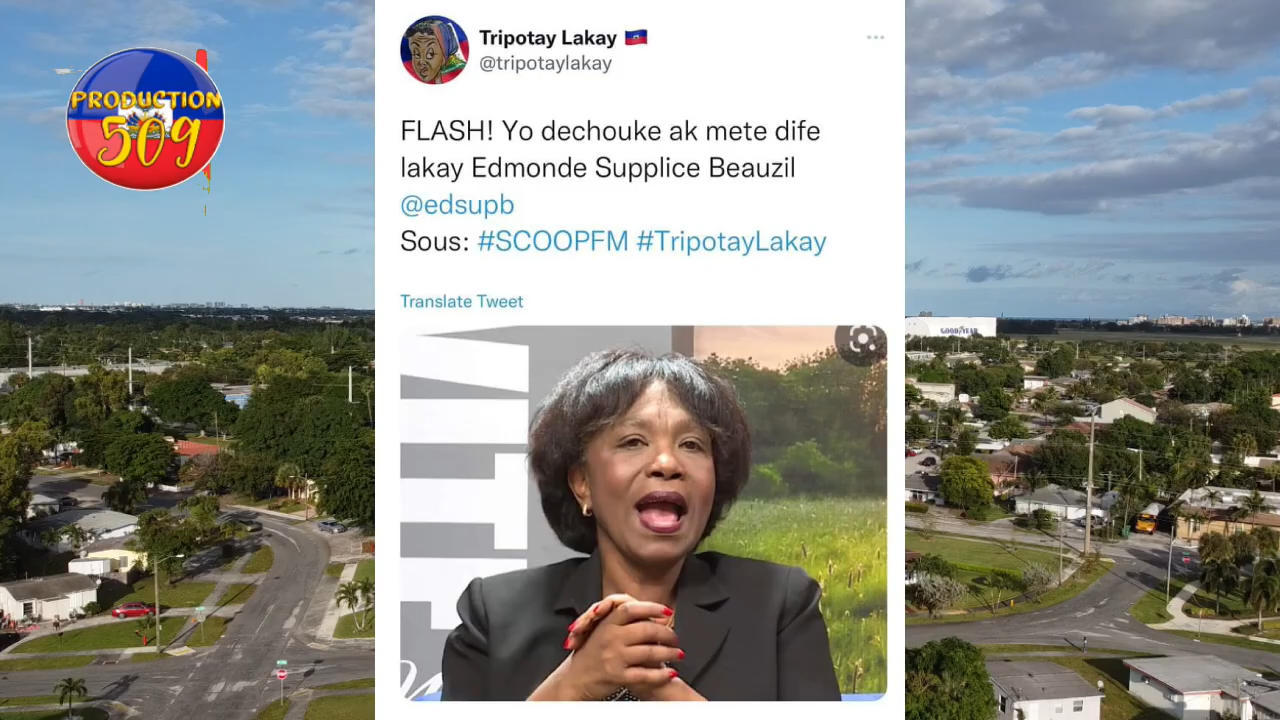 PRODUCTION
509
Tripotay Lakay
@tripotaylakay
FLASH! Yo dechouke ak mete dife
lakay Edmonde Supplice Beauzil
@edsupb
Sous: #SCOOPFM #TripotayLakay
Translate Tweet
GOODYEAR